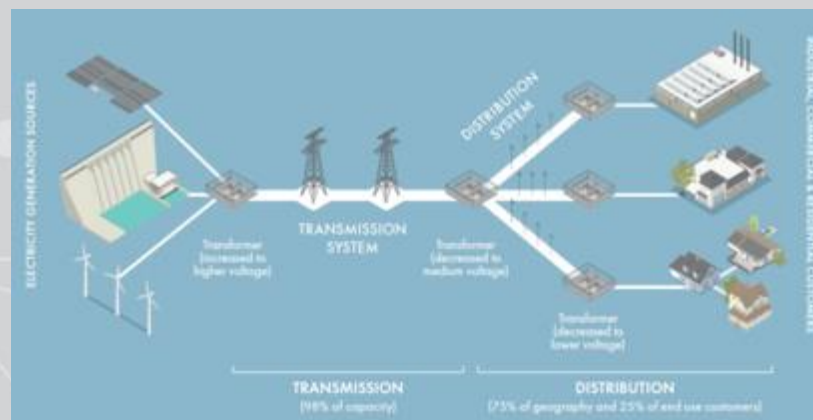 ELECTRICITY GENERATION SOURCES
Transformer
(increased to
higher voltage)
TRANSMISSION
SYSTEM
Transformer
(decreased to
medium voltage)
DISTRIBUTION
SYSTEM
Transformer
(decreased to
lower voltage)
INDUSTRIAL, COMMERCIAL & RESIDENTIAL CUSTOMERS
TRANSMISSION
(98% of capacity)
DISTRIBUTION
(75% of geography and 25% of end use customers)